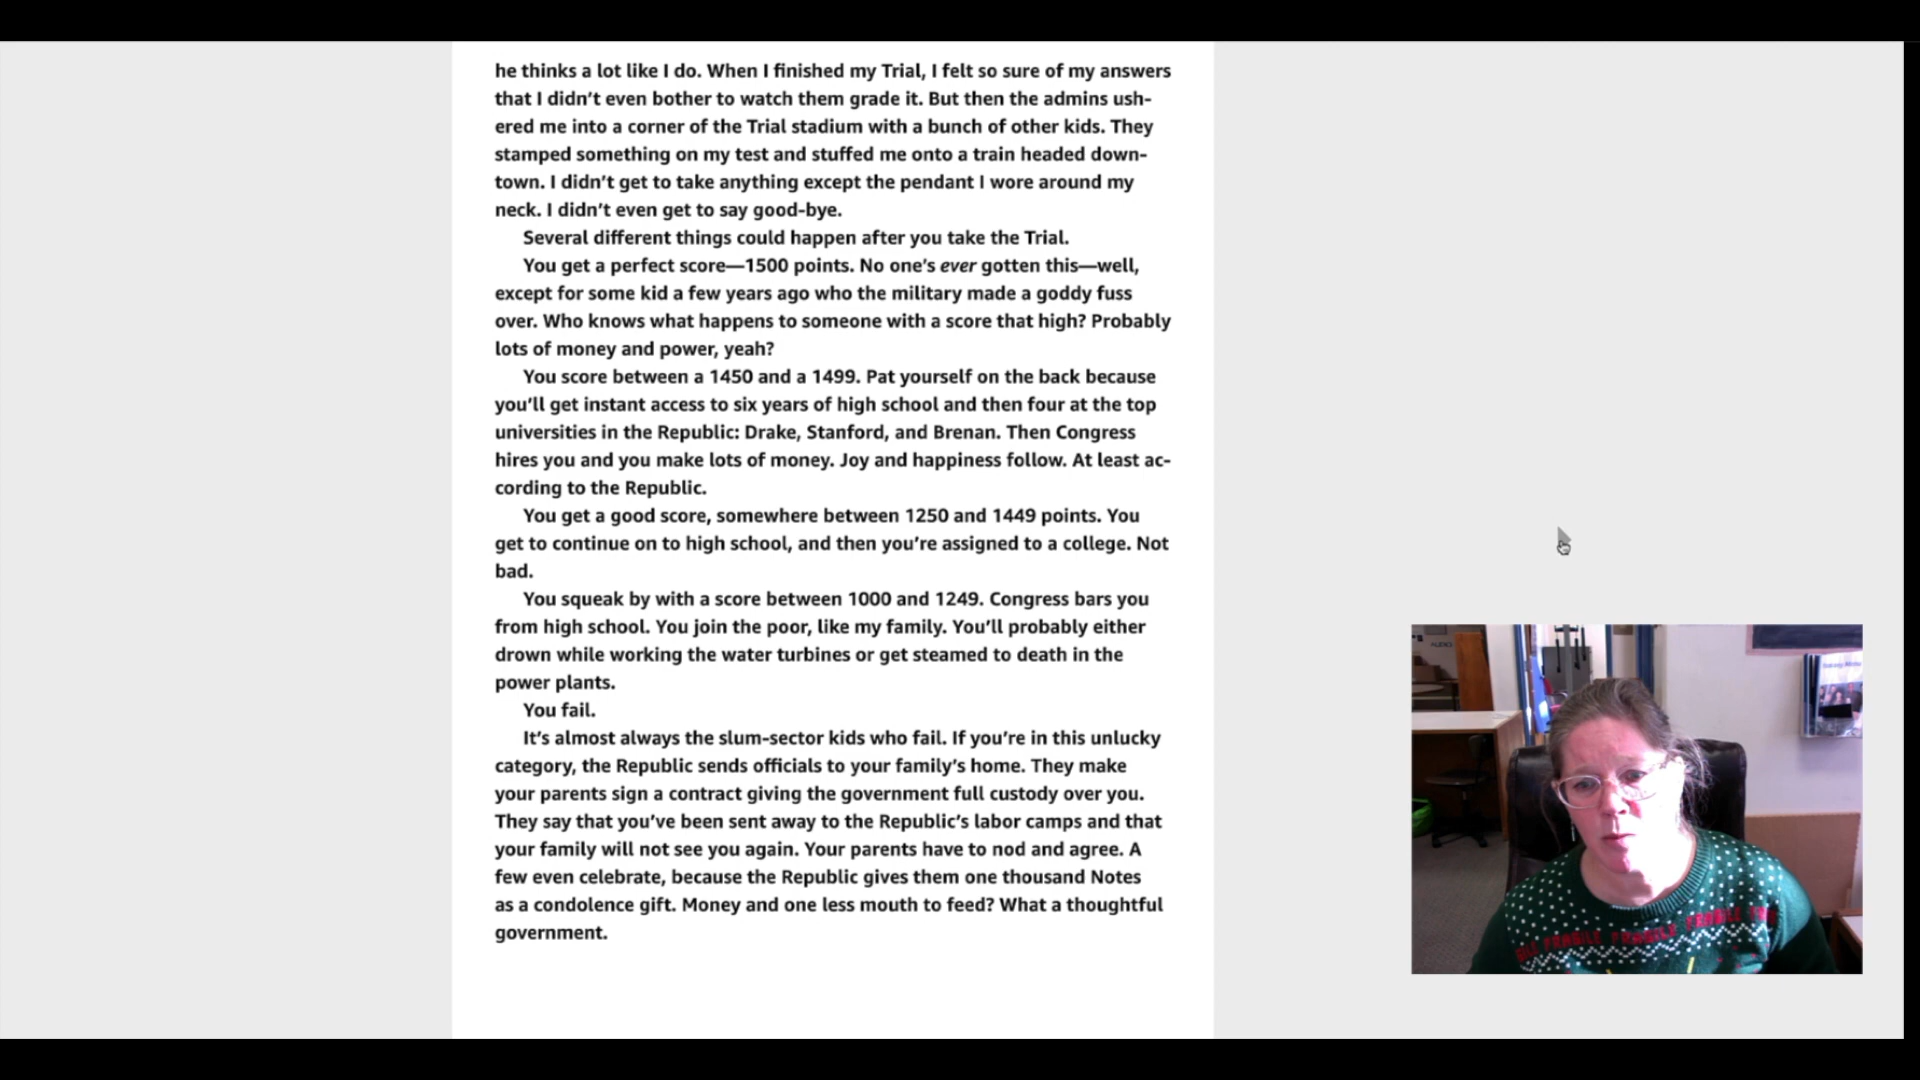 he thinks a lot like I do. When I finished my Trial, I felt so sure of my answers
that I didn’t even bother to watch them grade it. But then the admins ush-
ered me into a corner of the Trial stadium with a bunch of other kids. They
stamped something on my test and stuffed me onto a train headed down-
town. I didn’t get to take anything except the pendant I wore around my
neck. I didn’t even get to say good-bye.
Several different things could happen after you take the Trial.
You get a perfect score—1500 points. No one’s ever gotten this—well,
except for some kid a few years ago who the military made a goddy fuss
over. Who knows what happens to someone with a score that high? Probably
lots of money and power, yeah?
You score between a 1450 and a 1499. Pat yourself on the back because
you’ll get instant access to six years of high school and then four at the top
universities in the Republic: Drake, Stanford, and Brenan. Then Congress
hires you and you make lots of money. Joy and happiness follow. At least ac-
cording to the Republic.
You get a good score, somewhere between 1250 and 1449 points. You
get to continue on to high school, and then you’re assigned to a college. Not
bad.
You squeak by with a score between 1000 and 1249. Congress bars you
from high school. You join the poor, like my family. You’ll probably either
drown while working the water turbines or get steamed to death in the
power plants.
You fail.
It’s almost always the slum-sector kids who fail. If you’re in this unlucky
category, the Republic sends officials to your family’s home. They make
your parents sign a contract giving the government full custody over you.
They say that you’ve been sent away to the Republic’s labor camps and that
your family will not see you again. Your parents have to nod and agree. A
few even celebrate, because the Republic gives them one thousand Notes
as a condolence gift. Money and one less mouth to feed? What a thoughtful
government.
AUDIO
FRAGILE FRAGILE FRAGILE